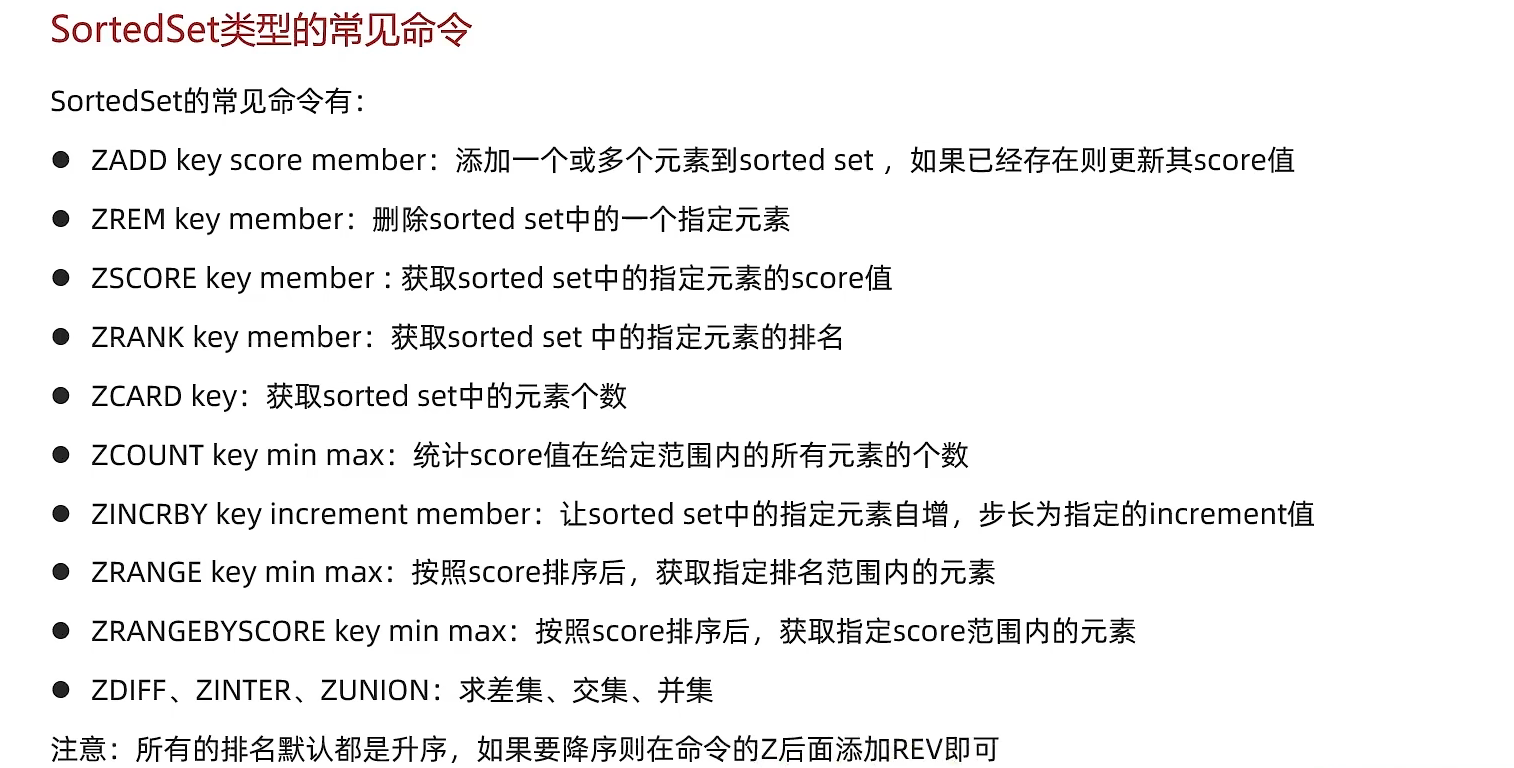 SortedSet类型的常见命令
SortedSet的常见命令有：
● ZADD key score member：添加一个或多个元素到sorted set ，如果已经存在则更新其score值
● ZREM key member：删除sorted set中的一个指定元素
● ZSCORE key member : 获取sorted set中的指定元素的score值
● ZRANK key member：获取sorted set 中的指定元素的排名
● ZCARD key：获取sorted set中的元素个数
● ZCOUNT key min max：统计score值在给定范围内的所有元素的个数
● ZINCRBY key increment member：让sorted set中的指定元素自增，步长为指定的increment值
● ZRANGE key min max：按照score排序后，获取指定排名范围内的元素
● ZRANGEBYSCORE key min max：按照score排序后，获取指定score范围内的元素
● ZDIFF、ZINTER、ZUNION：求差集、交集、并集
注意：所有的排名默认都是升序，如果要降序则在命令的Z后面添加REV即可